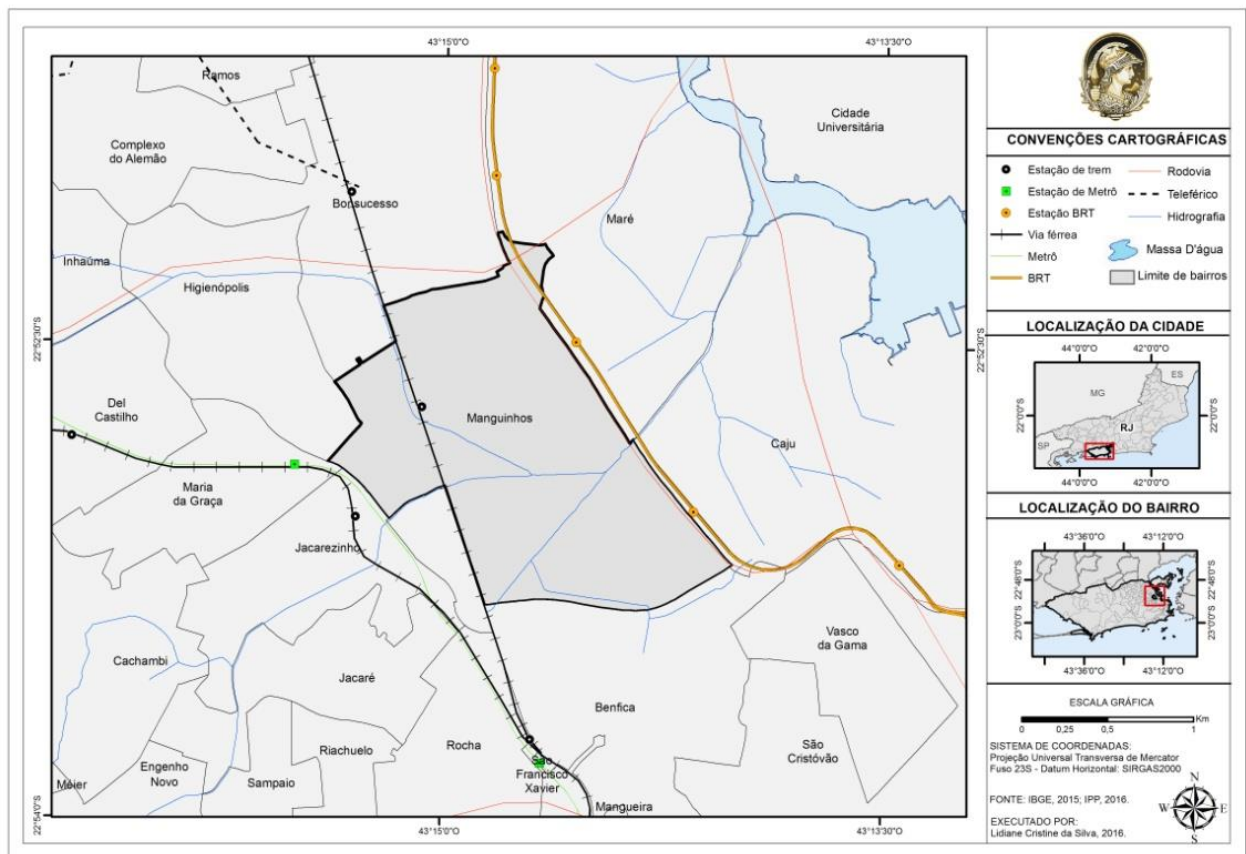 43°15'0"O
43°13'30"O
Ramos
Complexo
do Alemão
Bonsucesso
Cidade
Universitária
Maré
Inhaúma
Higienópolis
22°52'30"S
22°52'30"S
Del
Castilho
Manguinhos
Caju
Maria
da Graça
Jacarezinho
Vasco
da Gama
Cachambi
Jacaré
Benfica
Rocha
Riachuelo
São
Cristóvão
Engenho
Novo
Méier
Sampaio
São
Francisco
Xavier
Mangueira
22°54'0"S
43°15'0"O
43°13'30"O
CONVENÇÕES CARTOGRÁFICAS
Estação de trem
Estação de Metrô
Estação BRT
Via férrea
Metrô
BRT
Rodovia
Teleférico
Hidrografia
Massa D'água
Limite de bairros
LOCALIZAÇÃO DA CIDADE
44°0'0"O
42°0'0"O
ES
MG
22°0'0"S
22°0'0"S
RJ
SP
44°0'0"O
42°0'0"O
LOCALIZAÇÃO DO BAIRRO
43°36'0"O
43°12'0"O
22°48'0"S
22°48'0"S
23°0'0"S
23°0'0"S
43°36'0"O
43°12'0"O
ESCALA GRÁFICA
Km
0 0,25 0,5 1
SISTEMA DE COORDENADAS:
Projeção Universal Transversa de Mercator
Fuso 23S - Datum Horizontal: SIRGAS2000
FONTE: IBGE, 2015; IPP, 2016.
EXECUTADO POR:
Lidiane Cristine da Silva, 2016.
N
W
E
S